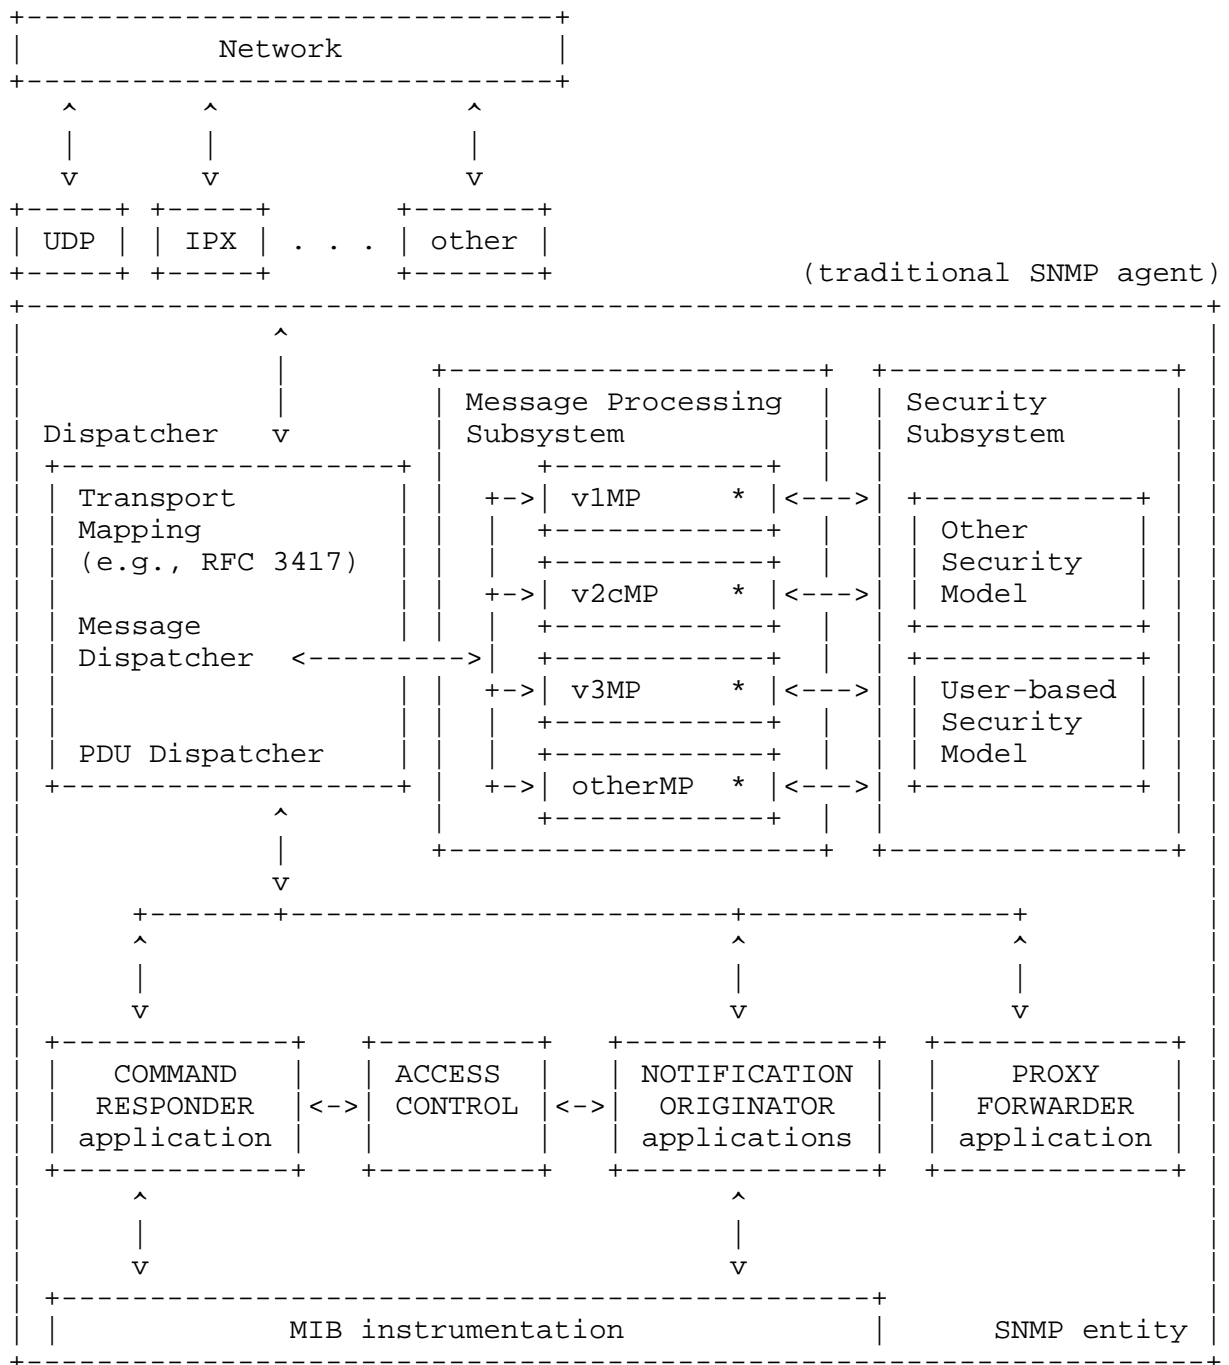 Network
UDP IPX . . . other
(traditional SNMP agent)
Message Processing Security
Dispatcher Subsystem Subsystem
Transport v1MP *
Mapping Other
(e.g., RFC 3417) Security
v2cMP * Model
Message
Dispatcher
v3MP * User-based
Security
PDU Dispatcher Model
otherMP *
COMMAND ACCESS NOTIFICATION PROXY
RESPONDER CONTROL ORIGINATOR FORWARDER
application applications application
MIB instrumentation SNMP entity